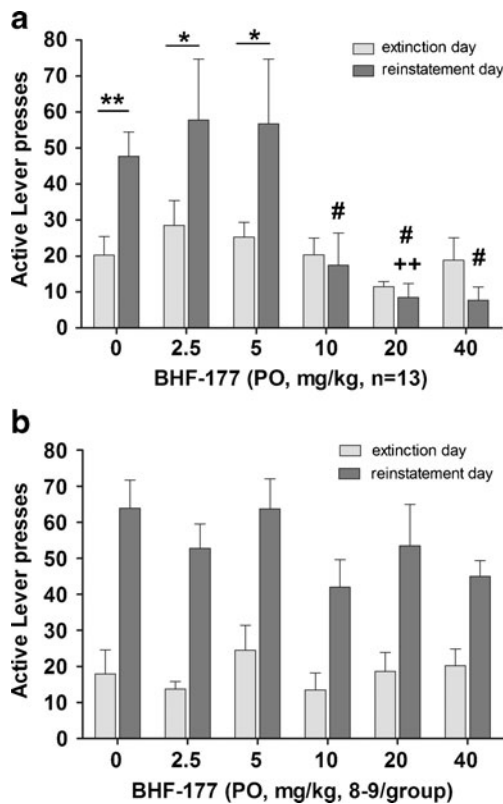 a
** * *
extinction day
reinstatement day
# # #
++
Active Lever presses
80
70
60
50
40
30
20
10
0
0 2.5 5 10 20 40
BHF-177 (PO, mg/kg, n=13)
b
extinction day
reinstatement day
Active Lever presses
80
70
60
50
40
30
20
10
0
0 2.5 5 10 20 40
BHF-177 (PO, mg/kg, 8-9/group)